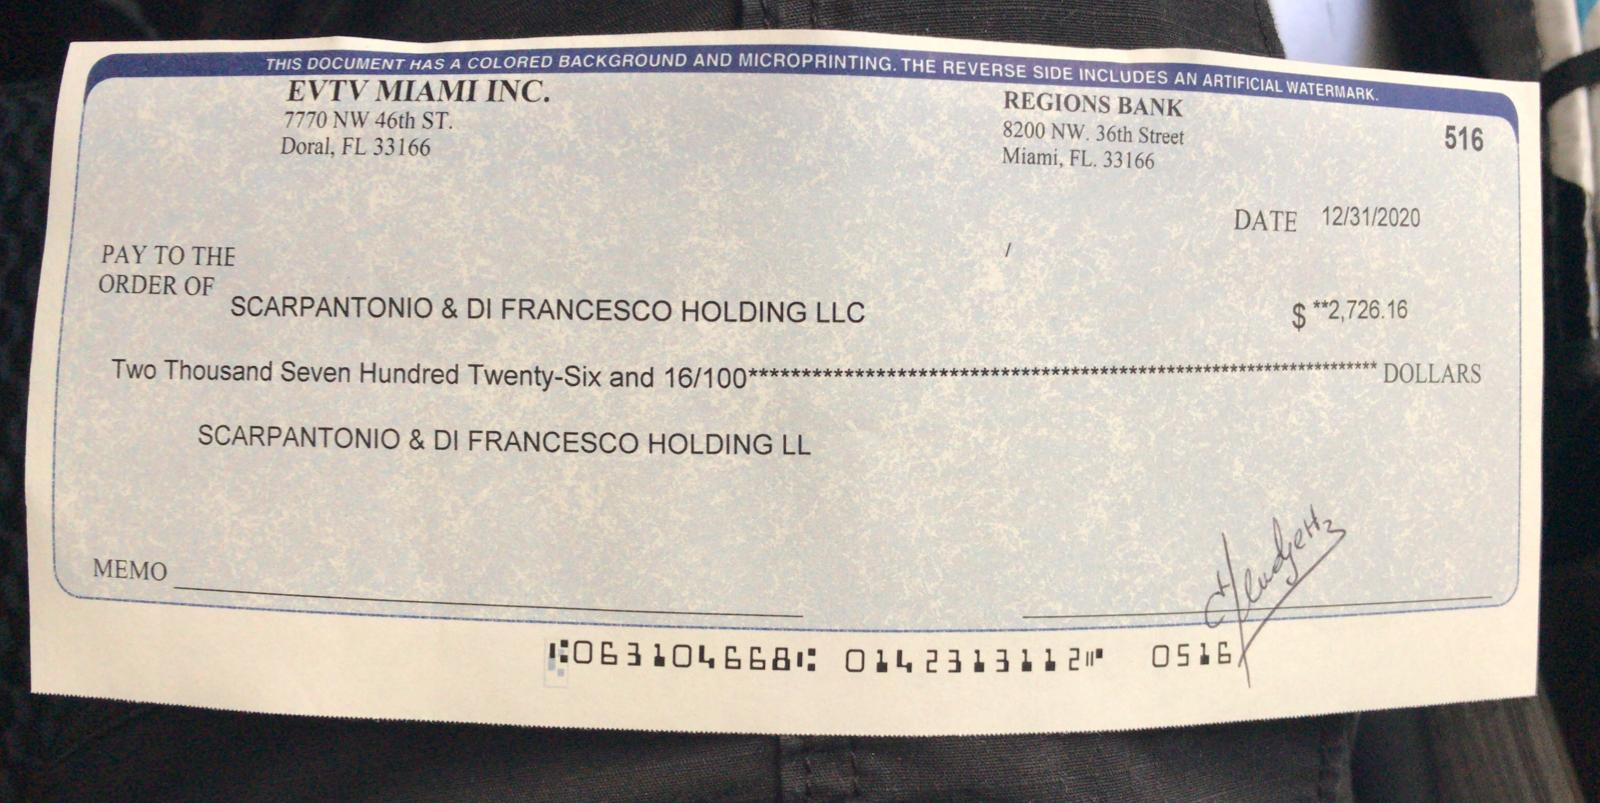 THIS DOCUMENT HAS A COLORED BACKGROUND AND MICROPRINTING. THE REVERSE SIDE INCLUDES AN ARTIFICIAL WATERMARK.
EVTV MIAMI INC.
7770 NW 46th ST.
Doral, FL 33166
REGIONS BANK
8200 NW. 36th Street
Miami, FL. 33166
516
DATE 12/31/2020
/
PAY TO THE
ORDER OF
SCARPANTONIO & DI FRANCESCO HOLDING LLC
$ **2,726.16
Two Thousand Seven Hundred Twenty-Six and 16/100**************************************************************************** DOLLARS
SCARPANTONIO & DI FRANCESCO HOLDING LL
MEMO
⑆063104668⑆ 0142313112⑈ 0516